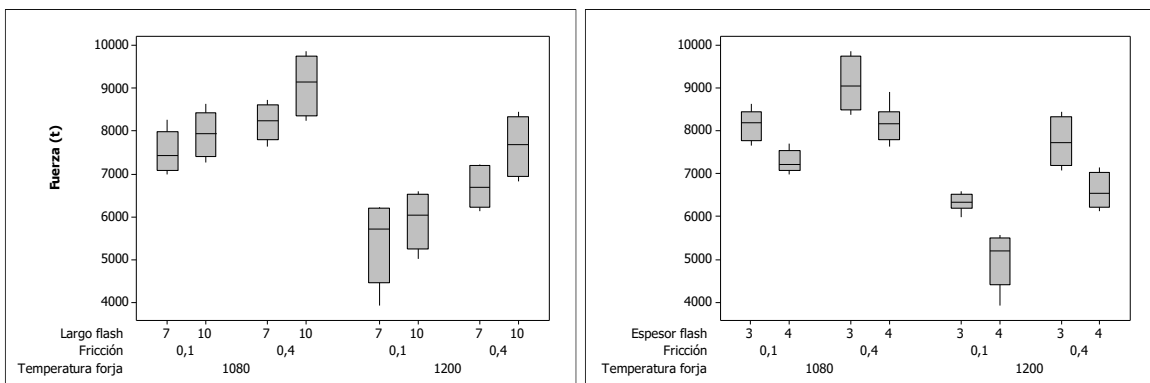 Fuerza (t)
10000
9000
8000
7000
6000
5000
4000
Largo flash 7 10 7 10 7 10 7 10
Fricción 0,1 0,4 0,1 0,4
Temperatura forja 1080 1200
10000
9000
8000
7000
6000
5000
4000
Espesor flash 3 4 3 4 3 4 3 4
Fricción 0,1 0,4 0,1 0,4
Temperatura forja 1080 1200